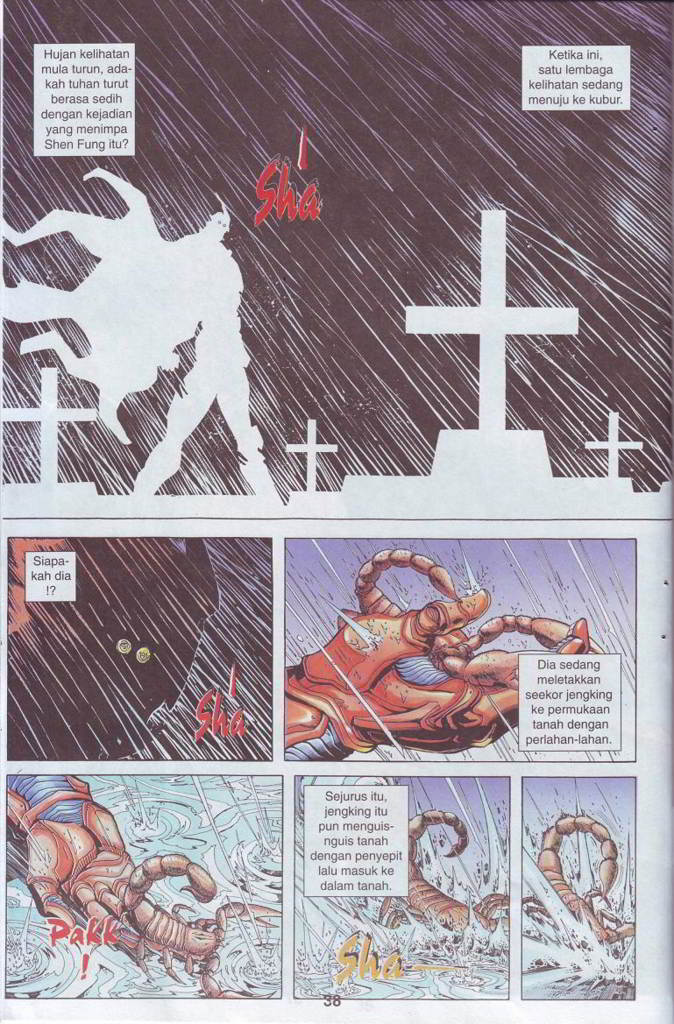 Hujan kelihatan
mula turun, ada-
kah tuhan turut
berasa sedih
dengan kejadian
yang menimpa
Shen Fung itu?
Ketika ini,
satu lembaga
kelihatan sedang
menuju ke kubur.
Sha
!
Siapa-
kah dia
!?
Sha
!
Dia sedang
meletakkan
seekor jengking
ke permukaan
tanah dengan
perlahan-lahan.
Pakk
!
Sejurus itu,
jengking itu
pun menguis-
nguis tanah
dengan penyepit
lalu masuk ke
dalam tanah.
Sha—
38